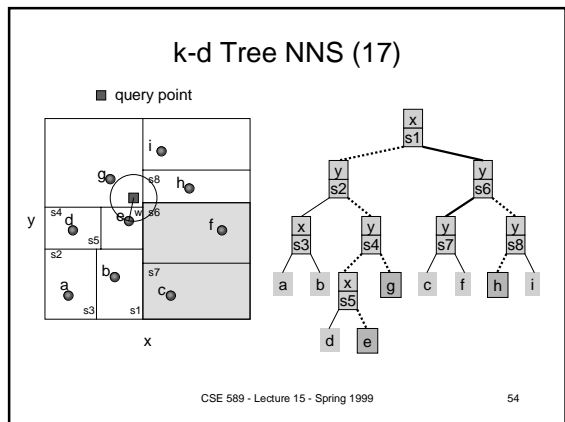 k-d Tree NNS (17)
query point
i
g
s8
h
s4
d
e
w
s6
f
y
s5
s2
b
s7
a
c
s3
s1
x
x
s1
y
s2
y
s6
x
s3
y
s4
y
s7
y
s8
a
b
x
s5
g
c
f
h
i
d
e
CSE 589 - Lecture 15 - Spring 1999
54